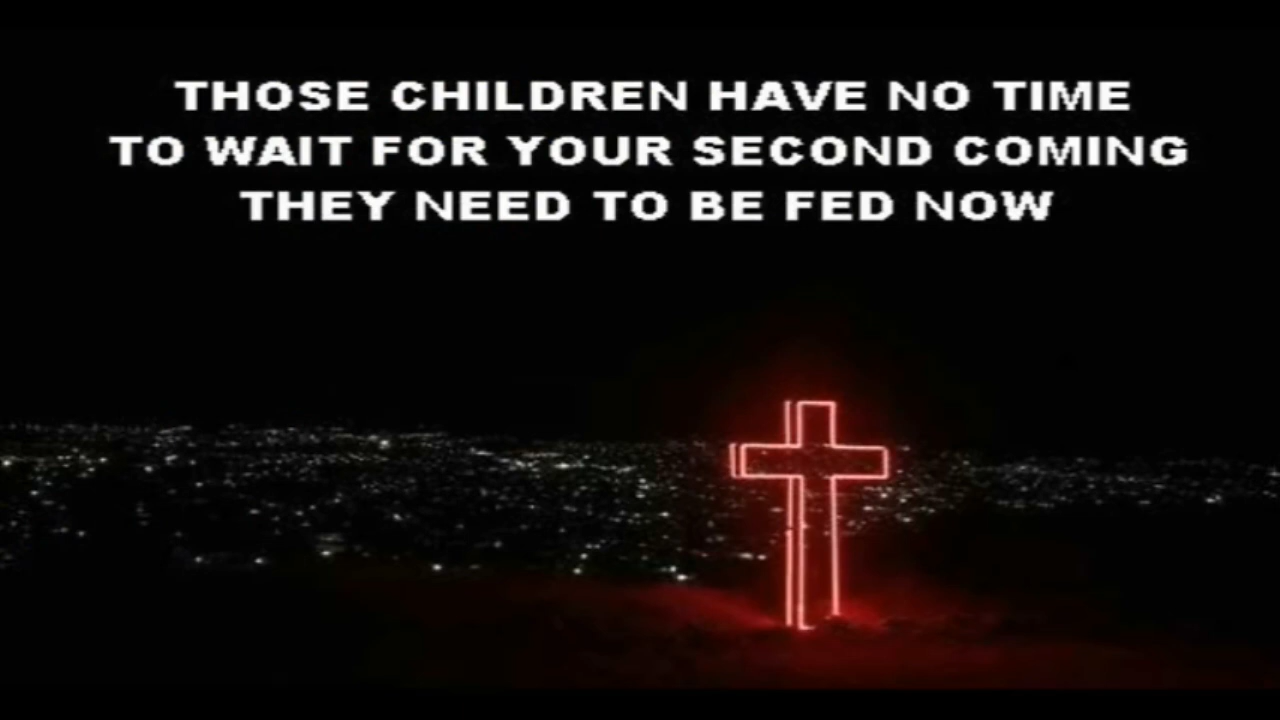 THOSE CHILDREN HAVE NO TIME
TO WAIT FOR YOUR SECOND COMING
THEY NEED TO BE FED NOW